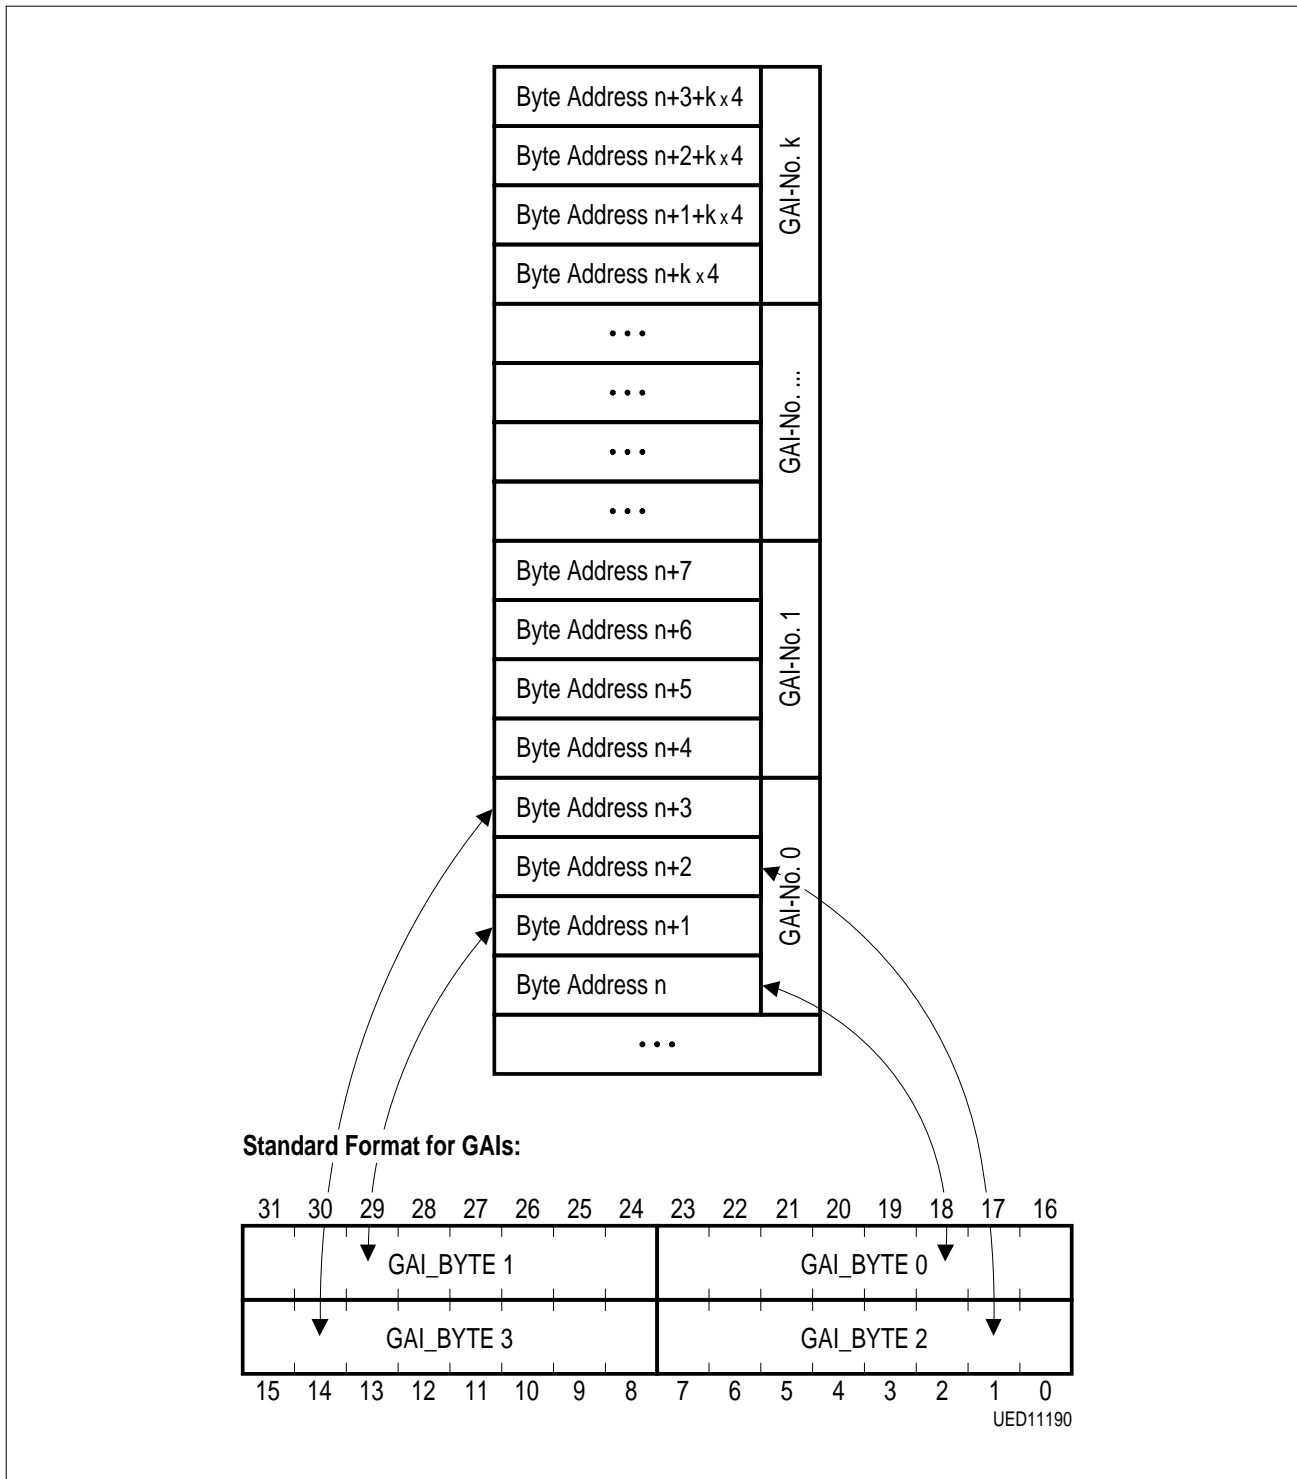 Byte Address n+3+k x 4
Byte Address n+2+k x 4
Byte Address n+1+k x 4
Byte Address n+k x 4
GAI-No. k
...
...
...
...
GAI-No. ...
Byte Address n+7
Byte Address n+6
Byte Address n+5
Byte Address n+4
GAI-No. 1
Byte Address n+3
Byte Address n+2
Byte Address n+1
Byte Address n
GAI-No. 0
...
Standard Format for GAIs:
31 30 29 28 27 26 25 24 23 22 21 20 19 18 17 16
GAI_BYTE 1 GAI_BYTE 0
GAI_BYTE 3 GAI_BYTE 2
15 14 13 12 11 10 9 8 7 6 5 4 3 2 1 0
UED11190